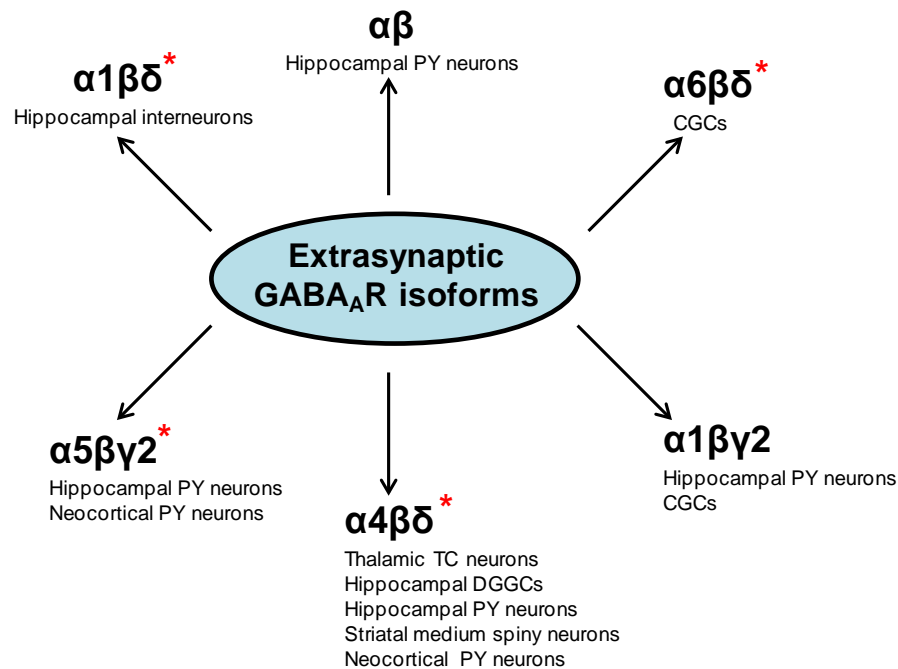 αβ
Hippocampal PY neurons
α1βδ*
Hippocampal interneurons
α6βδ*
CGCs
Extrasynaptic
GABA_AR isoforms
α5βγ2*
Hippocampal PY neurons
Neocortical PY neurons
α4βδ*
Thalamic TC neurons
Hippocampal DGGCs
Hippocampal PY neurons
Striatal medium spiny neurons
Neocortical PY neurons
α1βγ2
Hippocampal PY neurons
CGCs